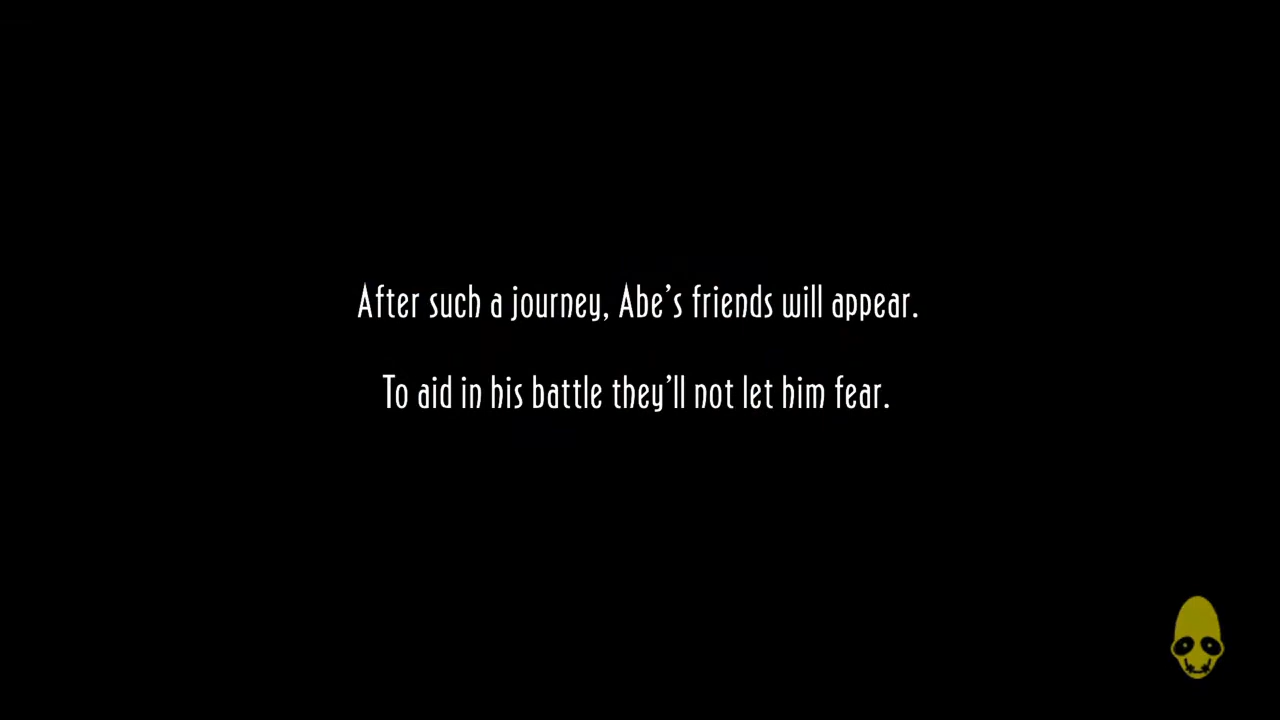 After such a journey, Abe’s friends will appear.
To aid in his battle they’ll not let him fear.